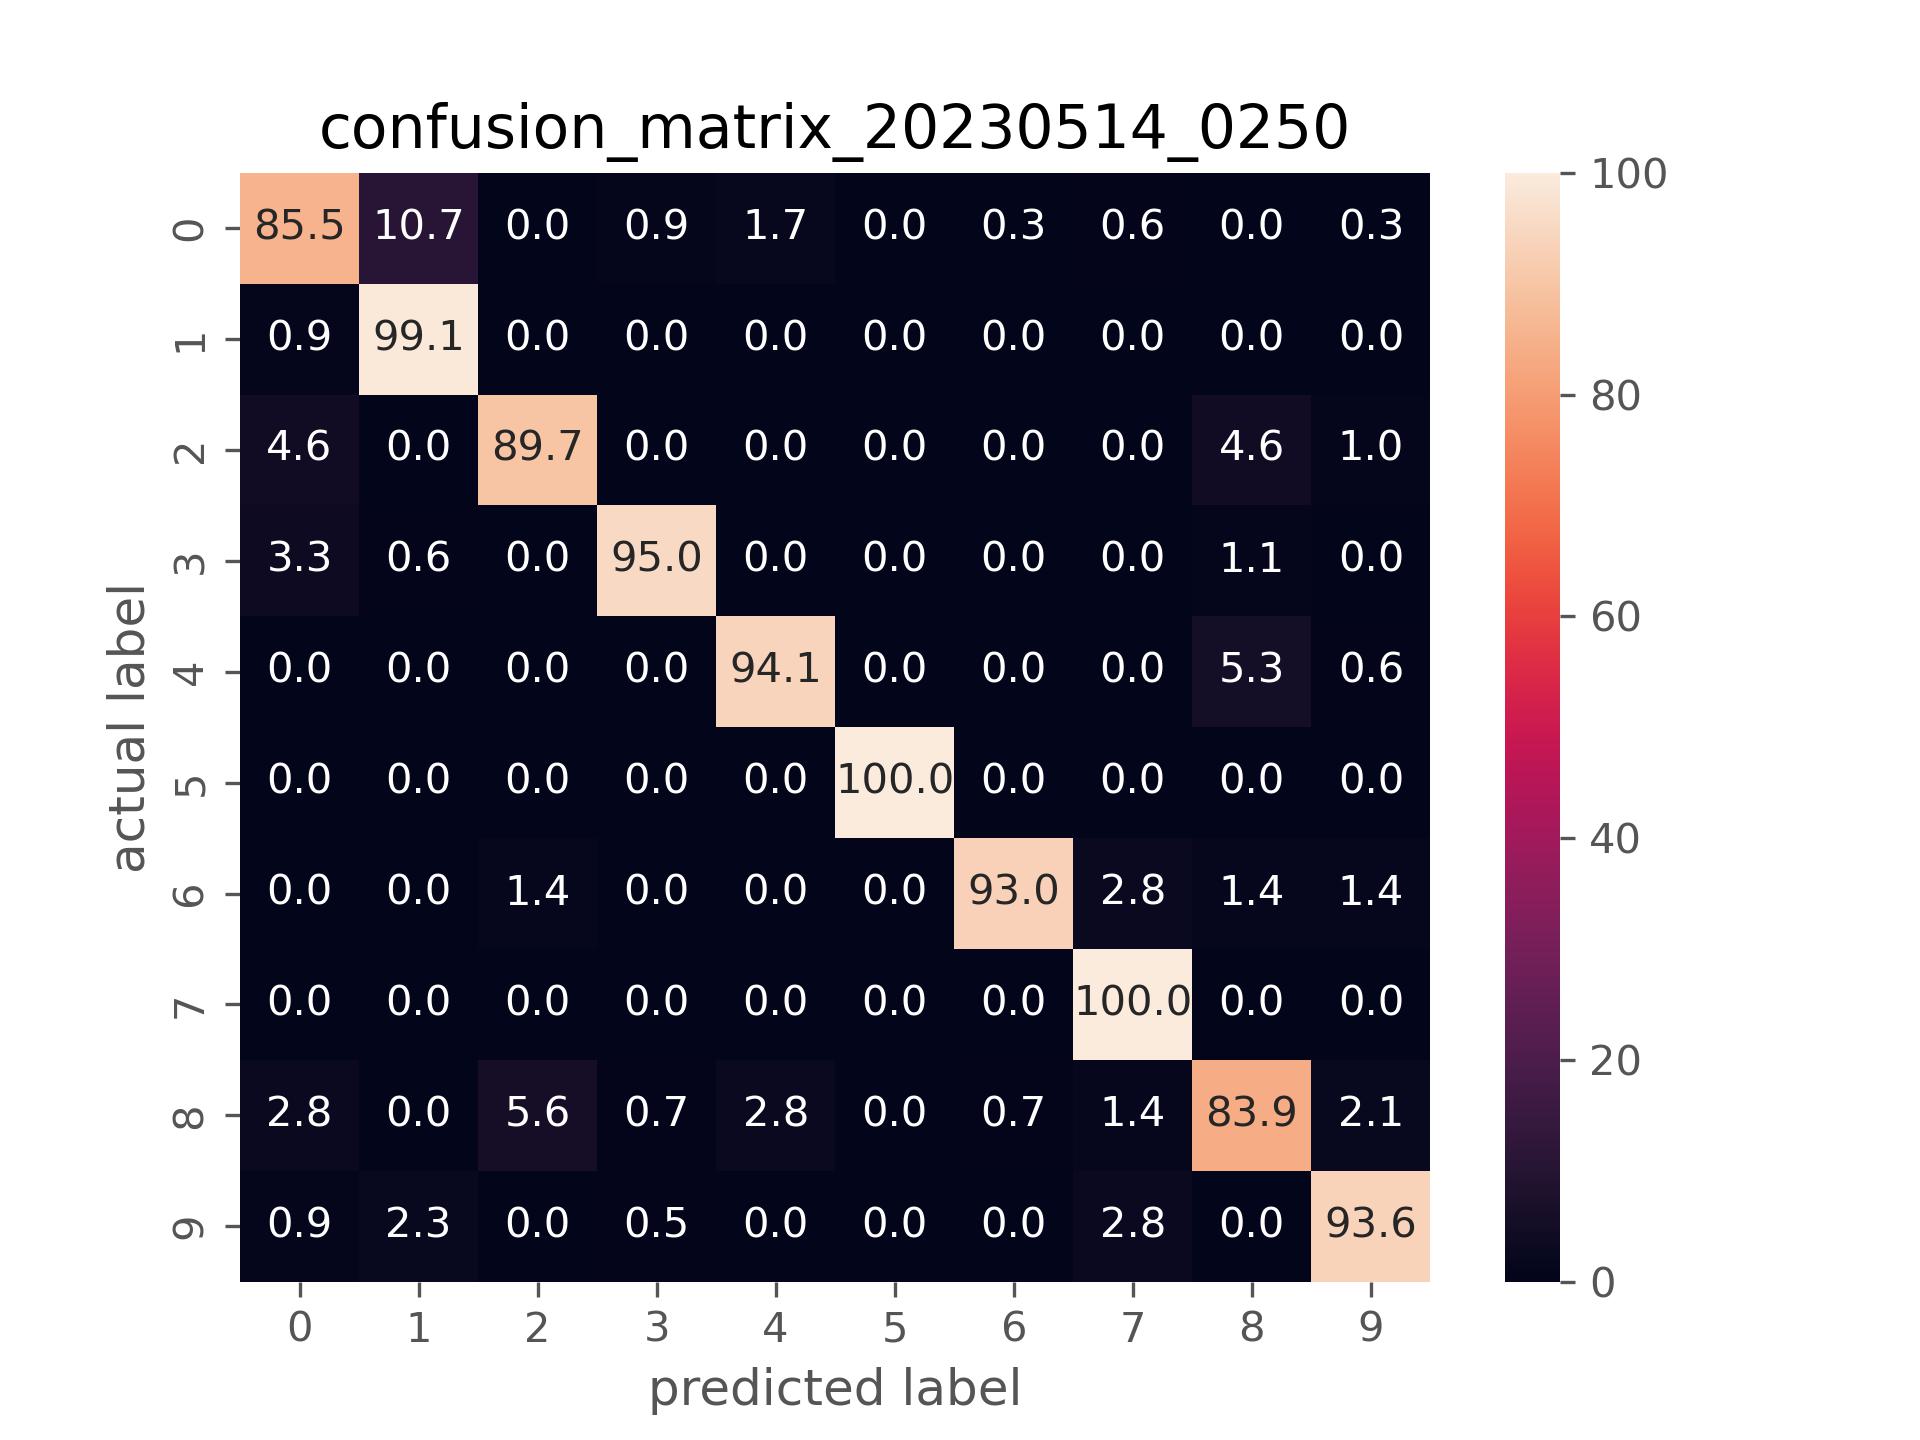 confusion_matrix_20230514_0250
100
0 85.5 10.7 0.0 0.9 1.7 0.0 0.3 0.6 0.0 0.3
1 0.9 99.1 0.0 0.0 0.0 0.0 0.0 0.0 0.0 0.0
80
2 4.6 0.0 89.7 0.0 0.0 0.0 0.0 0.0 4.6 1.0
3 3.3 0.6 0.0 95.0 0.0 0.0 0.0 0.0 1.1 0.0
60
4 0.0 0.0 0.0 0.0 94.1 0.0 0.0 0.0 5.3 0.6
actual label
5 0.0 0.0 0.0 0.0 0.0 100.0 0.0 0.0 0.0 0.0
40
6 0.0 0.0 1.4 0.0 0.0 0.0 93.0 2.8 1.4 1.4
7 0.0 0.0 0.0 0.0 0.0 0.0 0.0 100.0 0.0 0.0
20
8 2.8 0.0 5.6 0.7 2.8 0.0 0.7 1.4 83.9 2.1
9 0.9 2.3 0.0 0.5 0.0 0.0 0.0 2.8 0.0 93.6
0
0 1 2 3 4 5 6 7 8 9
predicted label